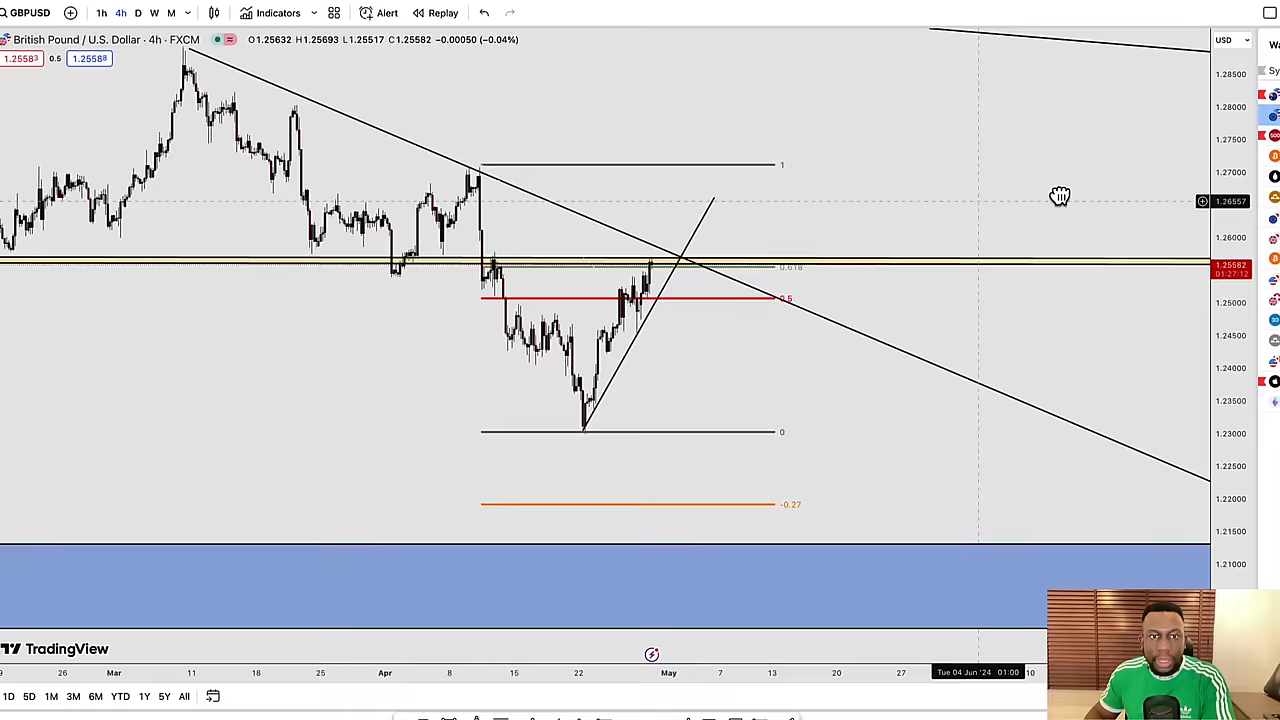 GBPUSD 1h 4h D W M Indicators Alert Replay
British Pound / U.S. Dollar · 4h · FXCM O1.25632 H1.25693 L1.25517 C1.25582 −0.00050 (−0.04%)
USD
Wa
1.25583 0.5 1.25588
Sy
1.28500
1.28000
1.27500
1
1.27000
1.26557
1.26000
0.618
1.25582
01:27:12
0.5
1.25000
1.24500
1.24000
1.23500
0
1.23000
1.22500
-0.27
1.22000
1.21500
1.21000
TradingView
26 Mar 11 18 25 Apr 8 15 22 May 7 13 20 27 Tue 04 Jun '24 01:00 10
1D 5D 1M 3M 6M YTD 1Y 5Y All